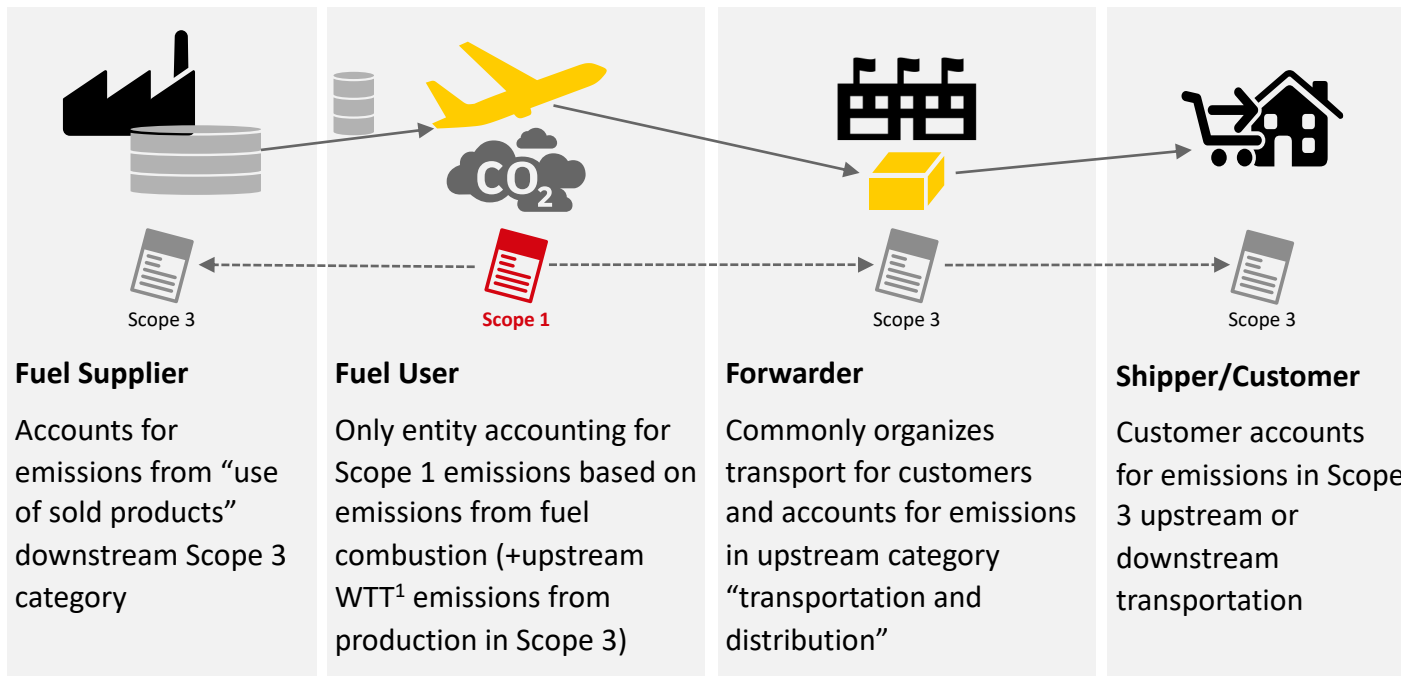 CO2
Scope 3
Scope 1
Scope 3
Scope 3
Fuel Supplier
Accounts for
emissions from “use
of sold products”
downstream Scope 3
category
Fuel User
Only entity accounting for
Scope 1 emissions based on
emissions from fuel
combustion (+upstream
WTT1 emissions from
production in Scope 3)
Forwarder
Commonly organizes
transport for customers
and accounts for emissions
in upstream category
“transportation and
distribution”
Shipper/Customer
Customer accounts
for emissions in Scope
3 upstream or
downstream
transportation